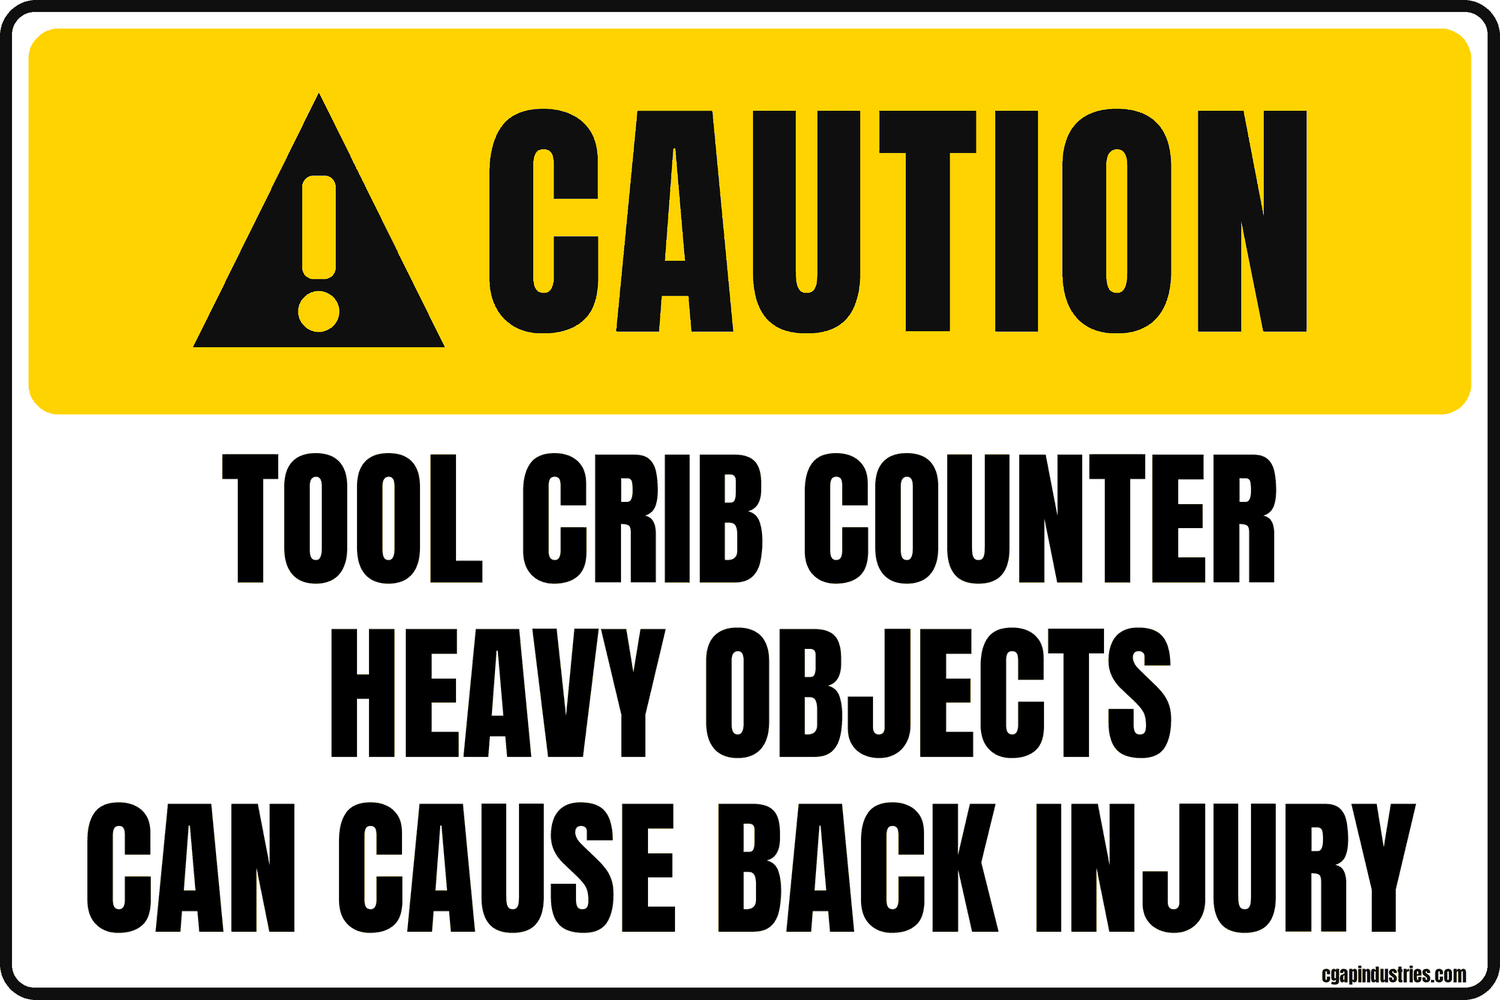 CAUTION
TOOL CRIB COUNTER
HEAVY OBJECTS
CAN CAUSE BACK INJURY
cgapindustries.com